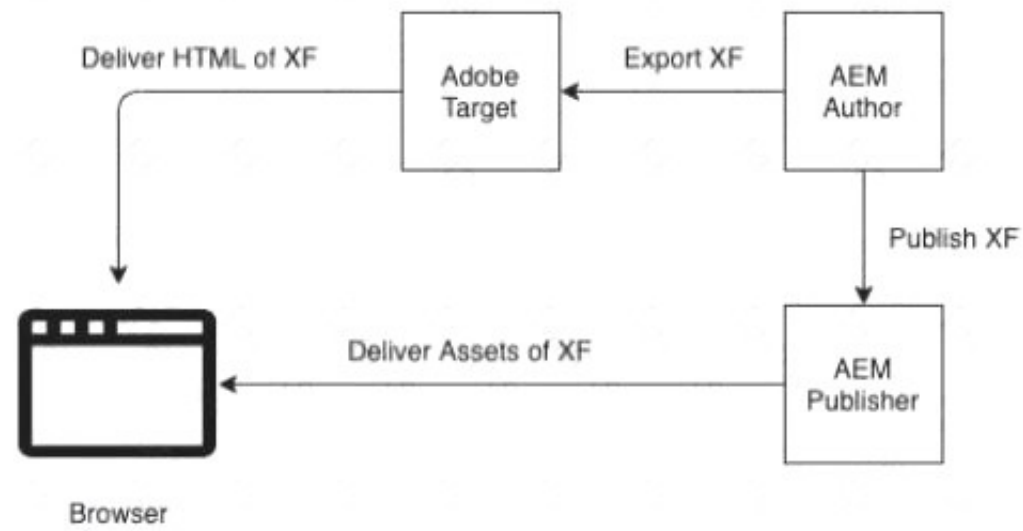 Deliver HTML of XF
Adobe
Target
Export XF
AEM
Author
Publish XF
Deliver Assets of XF
AEM
Publisher
Browser